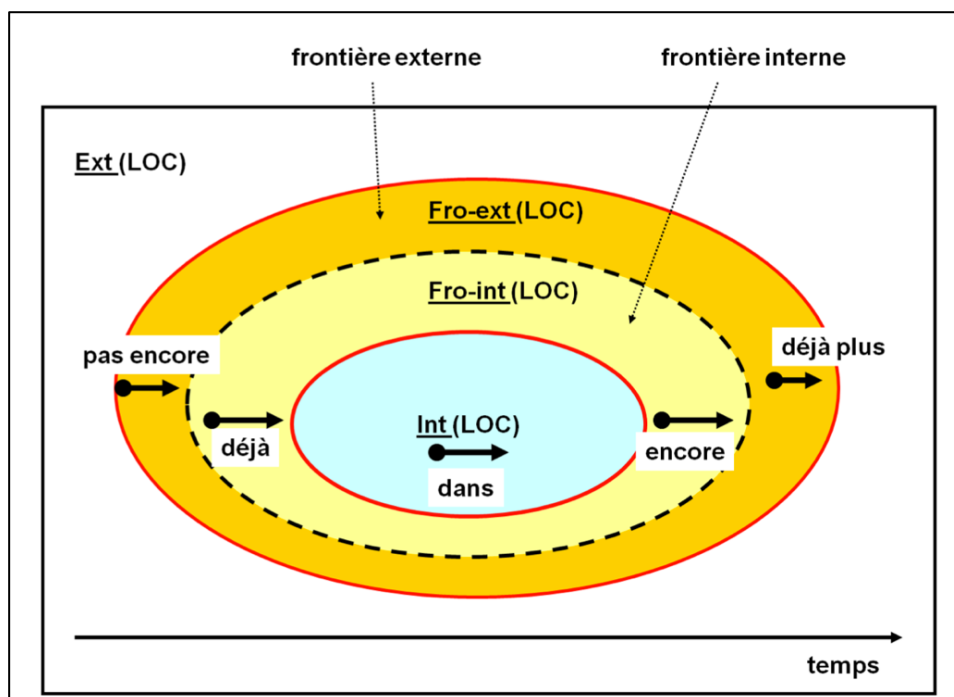 frontière externe
frontière interne
Ext (LOC)
Fro-ext (LOC)
Fro-int (LOC)
pas encore
déjà plus
Int (LOC)
déjà
encore
dans
temps